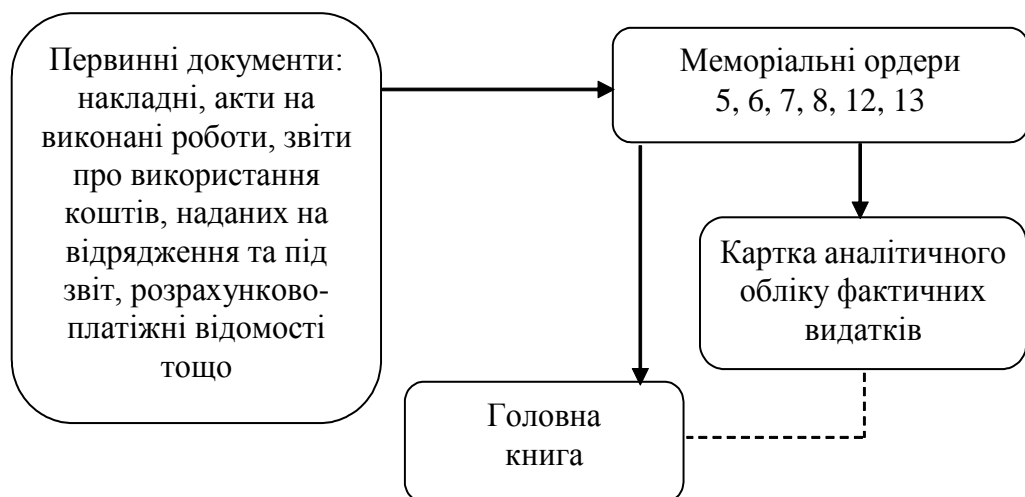 Первинні документи:
накладні, акти на
виконані роботи, звіти
про використання
коштів, наданих на
відрядження та під
звіт, розрахунково-
платіжні відомості
тощо
Меморіальні ордери
5, 6, 7, 8, 12, 13
Картка аналітичного
обліку фактичних
видатків
Головна
книга